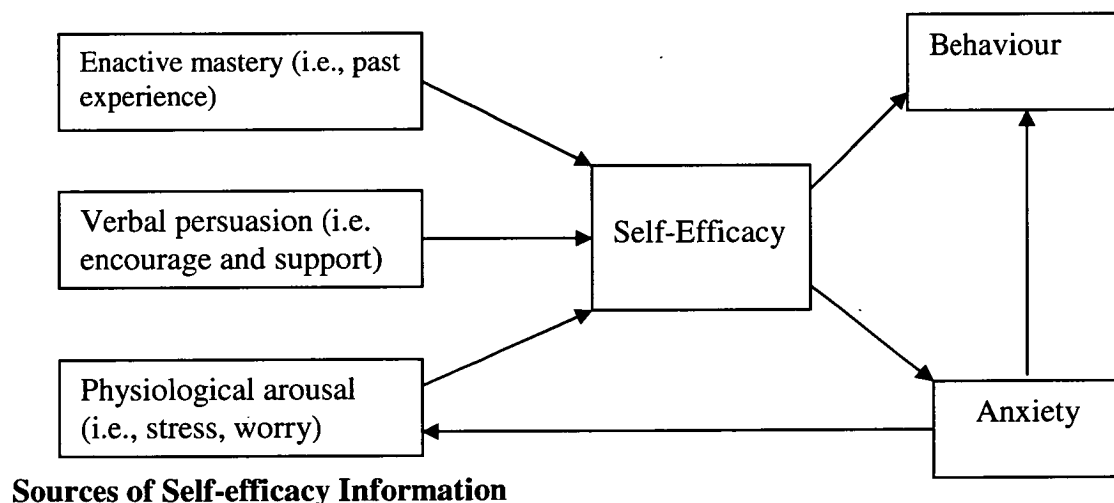 Enactive mastery (i.e., past
experience)
Behaviour
Verbal persuasion (i.e.
encourage and support)
Self-Efficacy
Physiological arousal
(i.e., stress, worry)
Anxiety
Sources of Self-efficacy Information